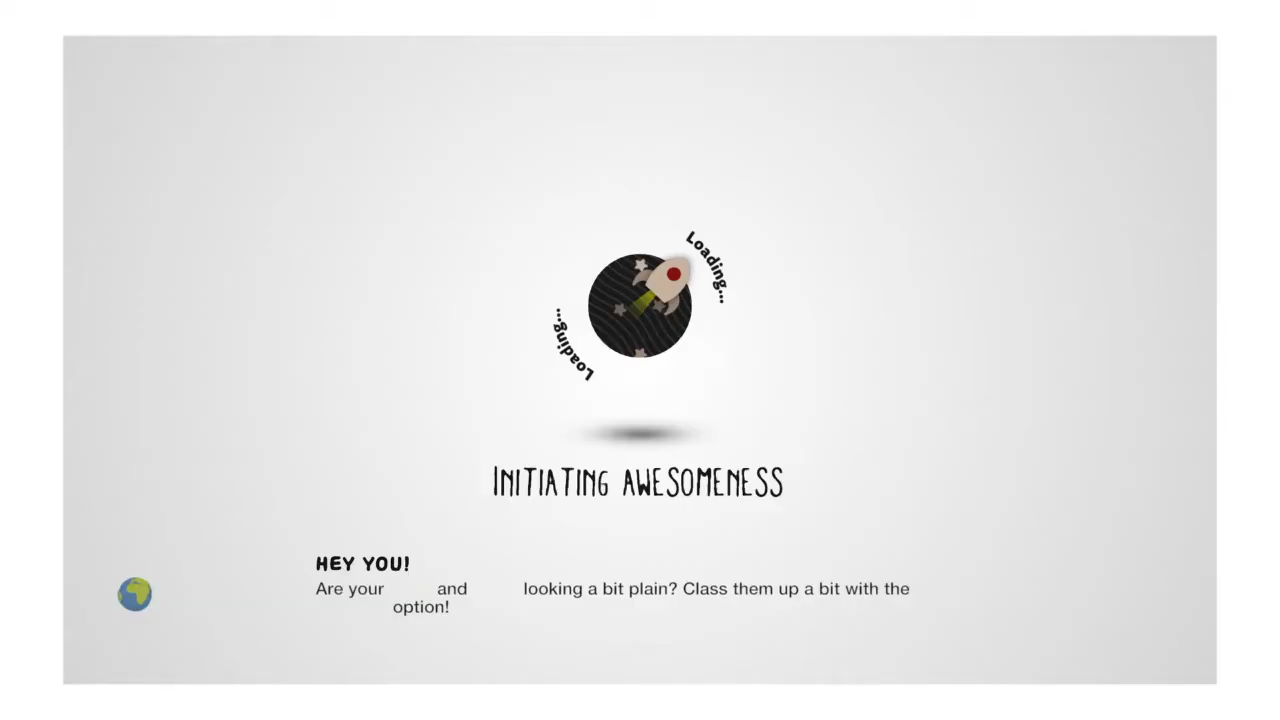 Loading...
Loading...
INITIATING AWESOMENESS
HEY YOU!
Are your and looking a bit plain? Class them up a bit with the
option!